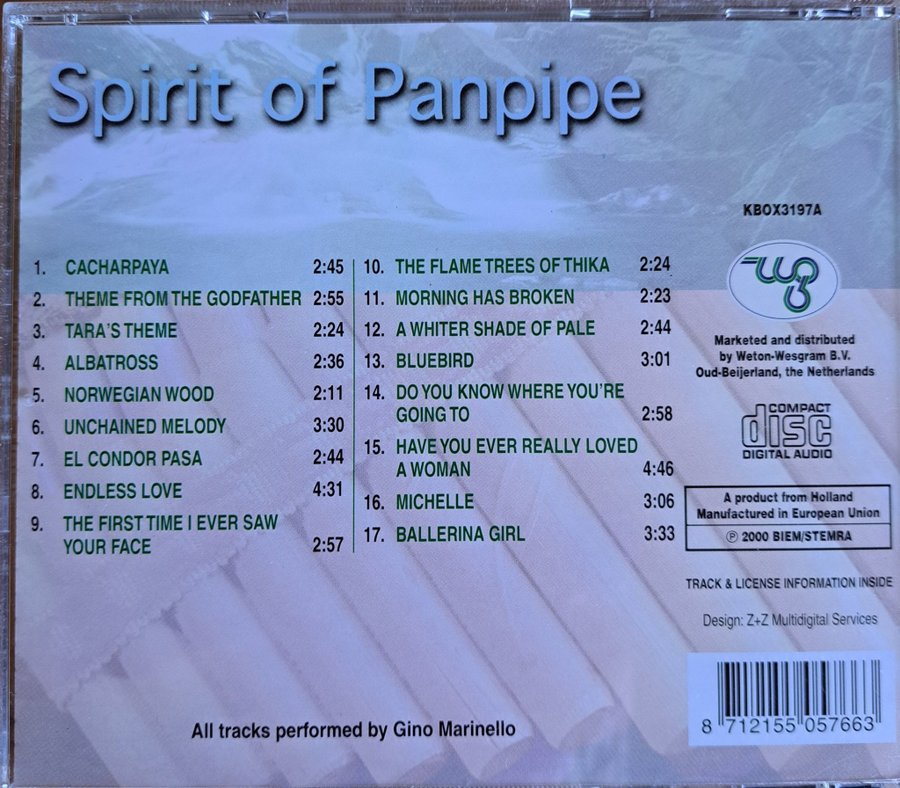 Spirit of Panpipe
1. CACHARPAYA 2:45
2. THEME FROM THE GODFATHER 2:55
3. TARA'S THEME 2:24
4. ALBATROSS 2:36
5. NORWEGIAN WOOD 2:11
6. UNCHAINED MELODY 3:30
7. EL CONDOR PASA 2:44
8. ENDLESS LOVE 4:31
9. THE FIRST TIME I EVER SAW
YOUR FACE 2:57
10. THE FLAME TREES OF THIKA 2:24
11. MORNING HAS BROKEN 2:23
12. A WHITER SHADE OF PALE 2:44
13. BLUEBIRD 3:01
14. DO YOU KNOW WHERE YOU'RE
GOING TO 2:58
15. HAVE YOU EVER REALLY LOVED
A WOMAN 4:46
16. MICHELLE 3:06
17. BALLERINA GIRL 3:33
KBOX3197A
Marketed and distributed
by Weton-Wesgram B.V.
Oud-Beijerland, the Netherlands
COMPACT
disc
DIGITAL AUDIO
A product from Holland
Manufactured in European Union
℗ 2000 BIEM/STEMRA
TRACK & LICENSE INFORMATION INSIDE
Design: Z+Z Multidigital Services
8 712155 057663
All tracks performed by Gino Marinello